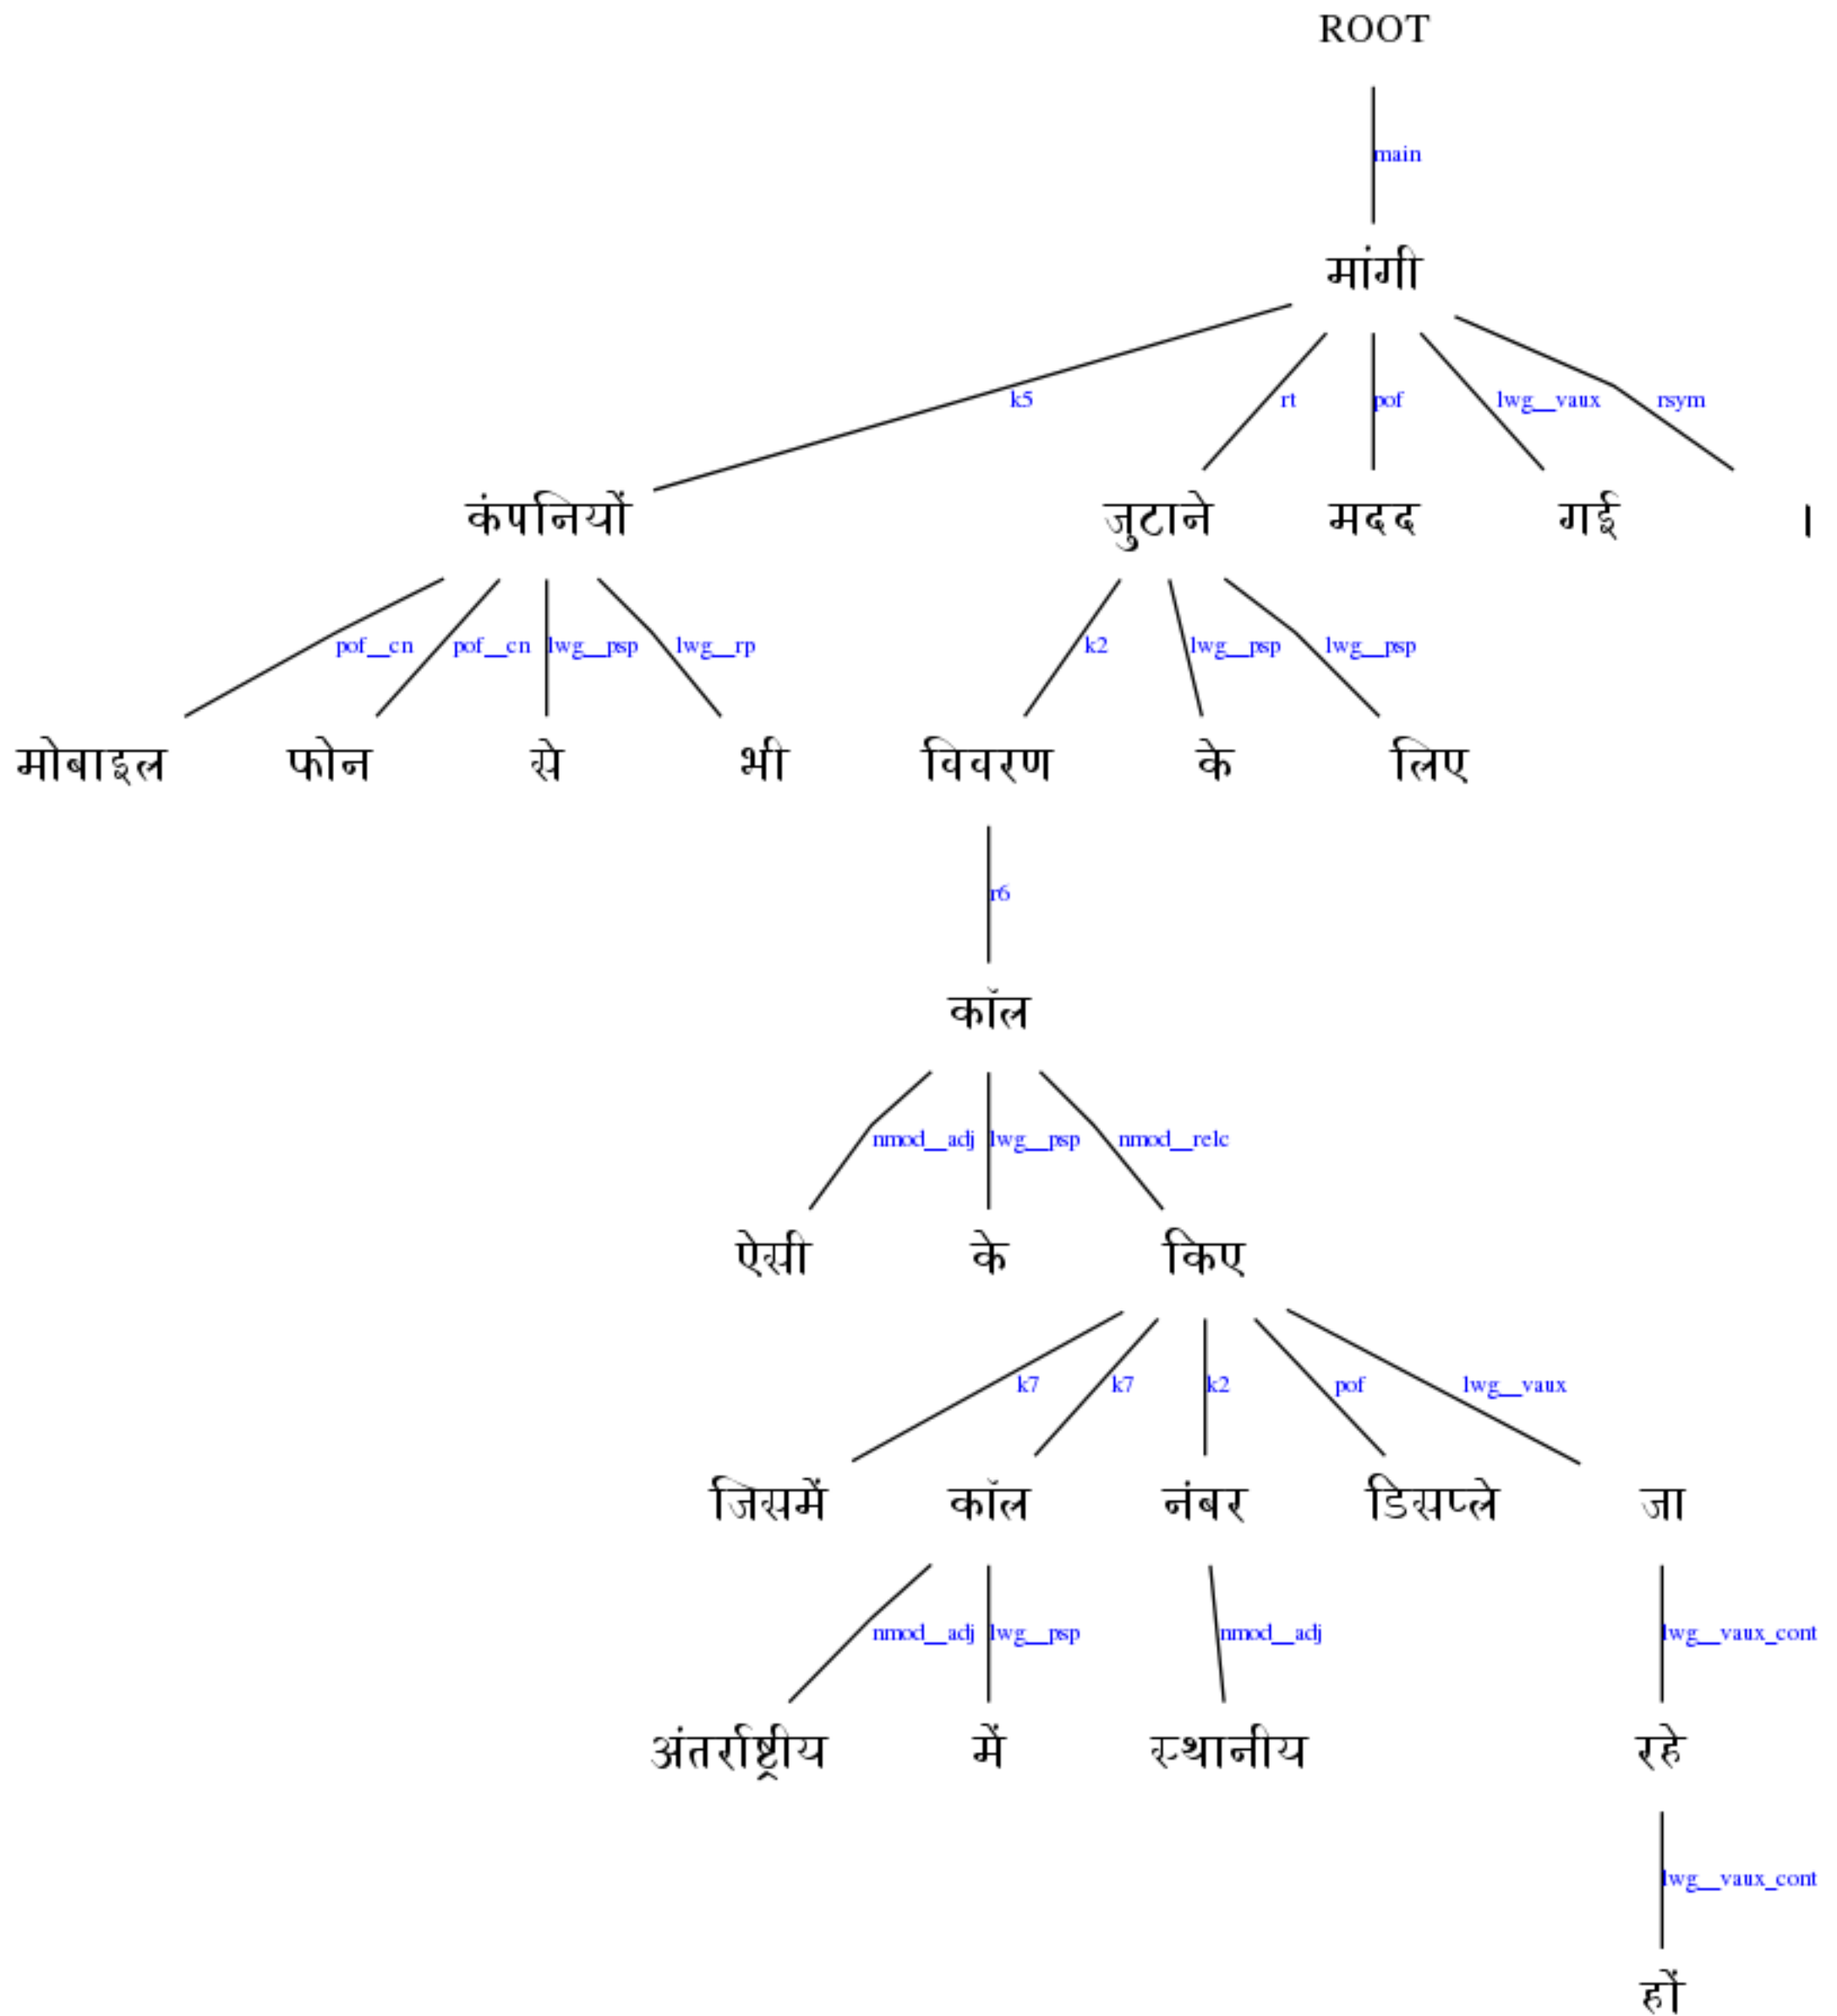 ROOT
main
मांगी
k5 rt pof lwg__vaux rsym
कंपनियों जुटाने मदद गई ।
pof__cn pof__cn lwg__psp lwg__rp k2 lwg__psp lwg__psp
मोबाइल फोन से भी विवरण के लिए
r6
कॉल
nmod__adj lwg__psp nmod__relc
ऐसी के किए
k7 k7 k2 pof lwg__vaux
जिसमें कॉल नंबर डिसप्ले जा
nmod__adj lwg__psp nmod__adj lwg__vaux_cont
अंतर्राष्ट्रीय में स्थानीय रहे
lwg__vaux_cont
हों